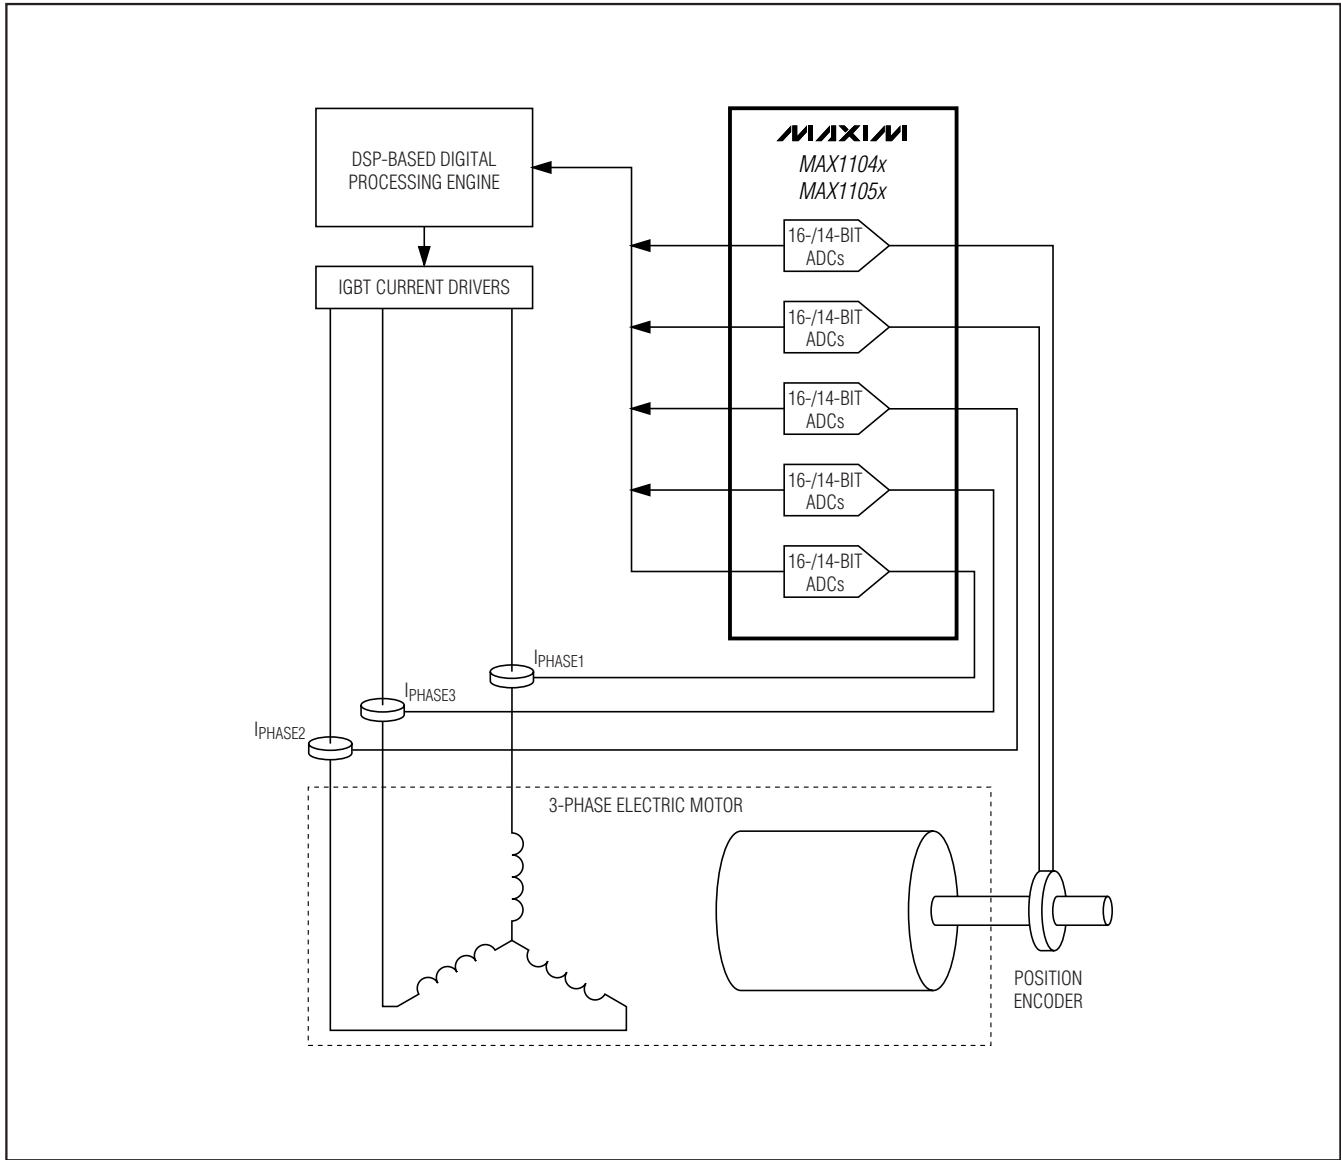 DSP-BASED DIGITAL
PROCESSING ENGINE
IGBT CURRENT DRIVERS
MAXIM
MAX1104x
MAX1105x
16-/14-BIT
ADCs
16-/14-BIT
ADCs
16-/14-BIT
ADCs
16-/14-BIT
ADCs
16-/14-BIT
ADCs
IPHASE1
IPHASE3
IPHASE2
3-PHASE ELECTRIC MOTOR
POSITION
ENCODER